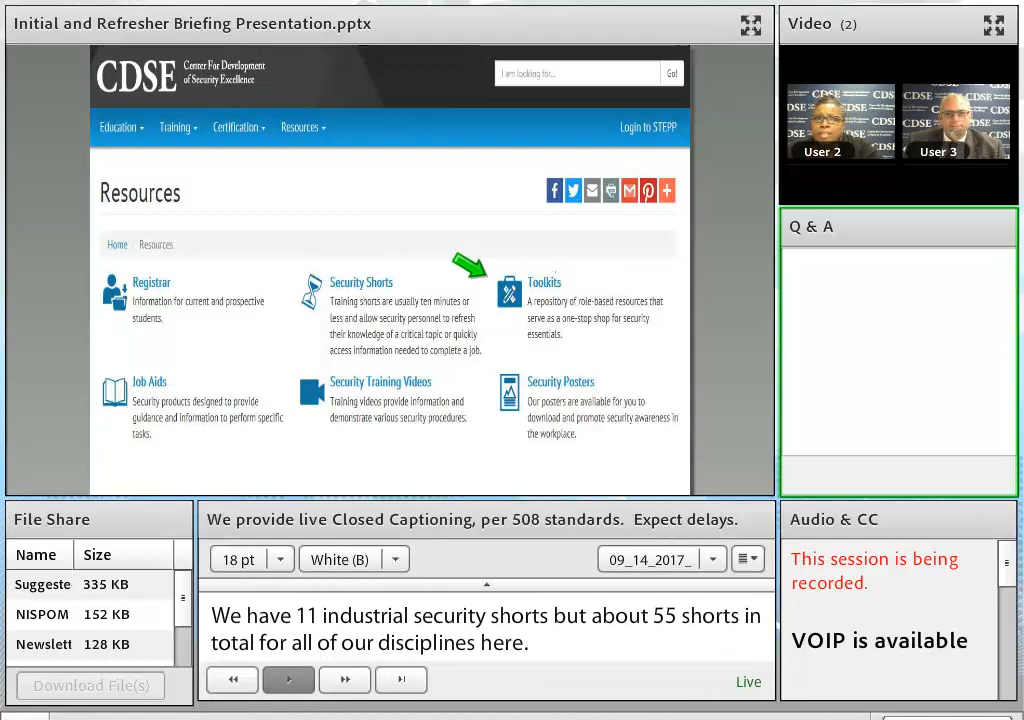 Initial and Refresher Briefing Presentation.pptx
CDSE Center For Development
of Security Excellence
I am looking for...
Go!
Education
Training
Certification
Resources
Login to STEPP
Resources
Home / Resources
Registrar
Information for current and prospective
students.
Security Shorts
Training shorts are usually ten minutes or
less and allow security personnel to refresh
their knowledge of a critical topic or quickly
access information needed to complete a job.
Toolkits
A repository of role-based resources that
serve as a one-stop shop for security
essentials.
Job Aids
Security products designed to provide
guidance and information to perform specific
tasks.
Security Training Videos
Training videos provide information and
demonstrate various security procedures.
Security Posters
Our posters are available for you to
download and promote security awareness in
the workplace.
Video (2)
CDSE
User 2
CDSE
User 3
Q & A
File Share
Name Size
Suggeste 335 KB
NISPOM 152 KB
Newslett 128 KB
Download File(s)
We provide live Closed Captioning, per 508 standards. Expect delays.
18 pt
White (B)
09_14_2017_
We have 11 industrial security shorts but about 55 shorts in
total for all of our disciplines here.
Live
Audio & CC
This session is being
recorded.
VOIP is available